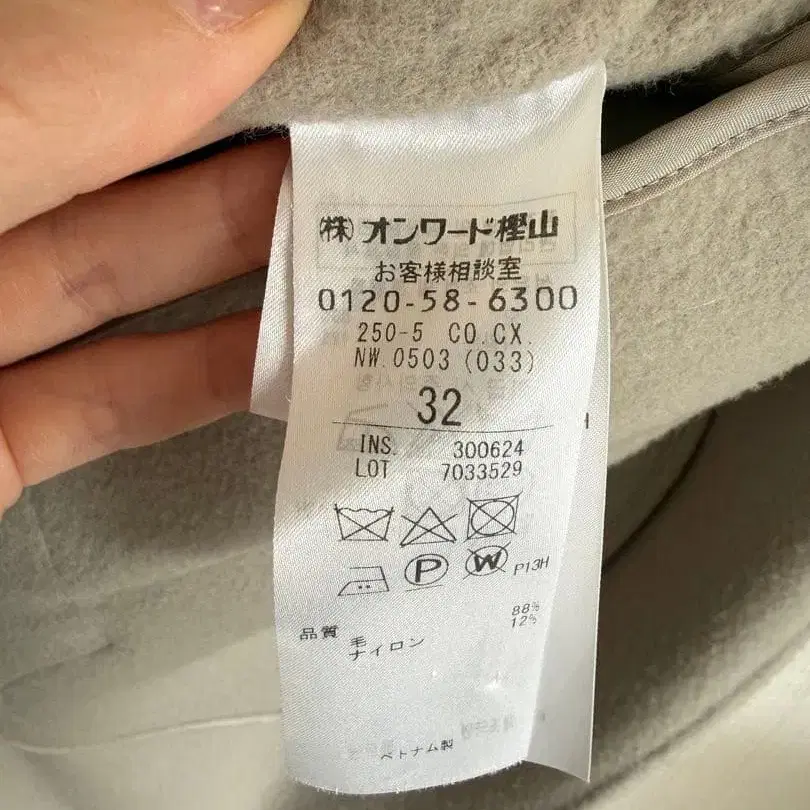 ㈱オンワード樫山
お客様相談室
0120-58-6300
250-5 CO.CX.
NW.0503(033)
32
INS. 300624
LOT 7033529
P W P13H
品質 毛 88%
ナイロン 12%
ベトナム製